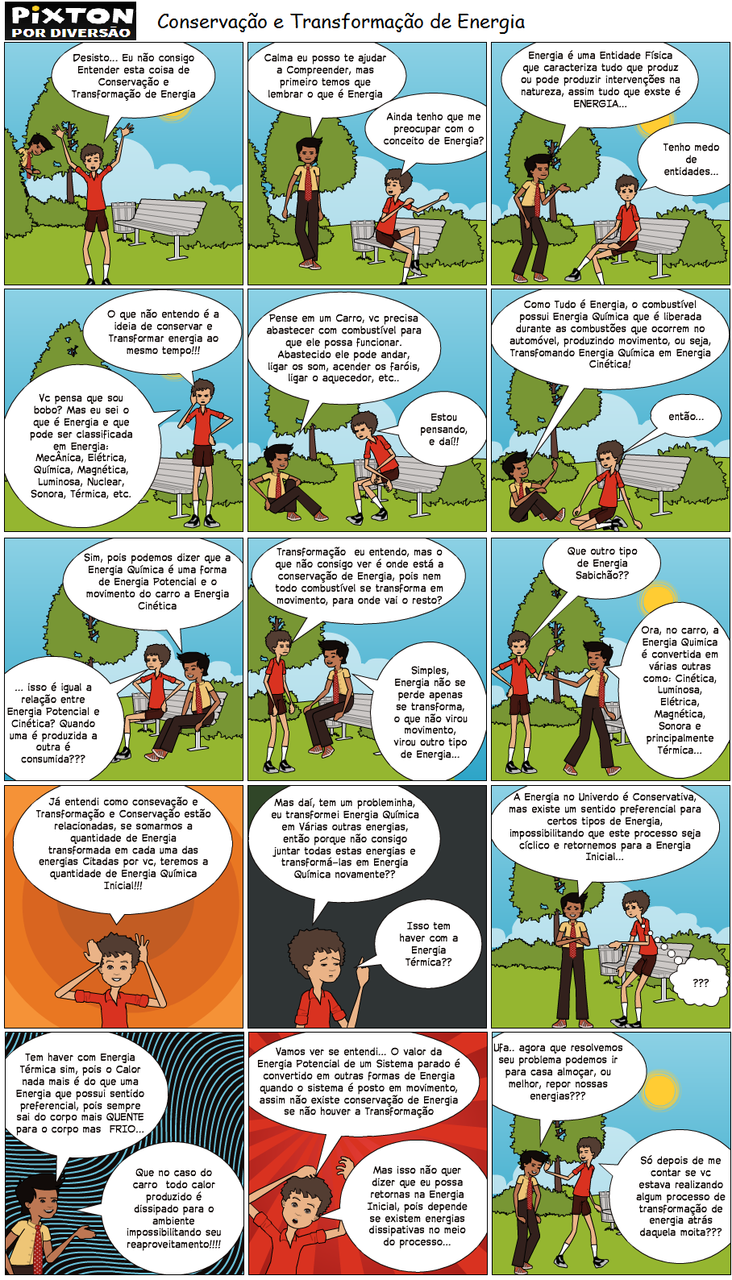 PiXTON
POR DIVERSÃO
Conservação e Transformação de Energia
Desisto... Eu não consigo
Entender esta coisa de
Conservação e
Transformação de Energia
Calma eu posso te ajudar
a Compreender, mas
primeiro temos que
lembrar o que é Energia
Ainda tenho que me
preocupar com o
conceito de Energia?
Energia é uma Entidade Física
que caracteriza tudo que produz
ou pode produzir intervenções na
natureza, assim tudo que exste é
ENERGIA...
Tenho medo
de
entidades...
O que não entendo é a
ideia de conservar e
Transformar energia ao
mesmo tempo!!!
Vc pensa que sou
bobo? Mas eu sei o
que é Energia e que
pode ser classificada
em Energia:
MecÂnica, Elétrica,
Química, Magnética,
Luminosa, Nuclear,
Sonora, Térmica, etc.
Pense em um Carro, vc precisa
abastecer com combustível para
que ele possa funcionar.
Abastecido ele pode andar,
ligar os som, acender os faróis,
ligar o aquecedor, etc..
Estou
pensando,
e daí!!
Como Tudo é Energia, o combustível
possui Energia Química que é liberada
durante as combustões que ocorrem no
automóvel, produzindo movimento, ou seja,
Transfomando Energia Química em Energia
Cinética!
então...
Sim, pois podemos dizer que a
Energia Química é uma forma
de Energia Potencial e o
movimento do carro a Energia
Cinética
... isso é igual a
relação entre
Energia Potencial e
Cinética? Quando
uma é produzida a
outra é
consumida???
Transformação eu entendo, mas o
que não consigo ver é onde está a
conservação de Energia, pois nem
todo combustível se transforma em
movimento, para onde vai o resto?
Simples,
Energia não se
perde apenas
se transforma,
o que não virou
movimento,
virou outro tipo
de Energia...
Que outro tipo
de Energia
Sabichão??
Ora, no carro, a
Energia Química
é convertida em
várias outras
como: Cinética,
Luminosa,
Elétrica,
Magnética,
Sonora e
principalmente
Térmica...
Já entendi como consevação e
Transformação e Conservação estão
relacionadas, se somarmos a
quantidade de Energia
transformada em cada uma das
energias Citadas por vc, teremos a
quantidade de Energia Química
Inicial!!!
Mas daí, tem um probleminha,
eu transformei Energia Química
em Várias outras energias,
então porque não consigo
juntar todas estas energias e
transformá-las em Energia
Química novamente??
Isso tem
haver com a
Energia
Térmica??
A Energia no Univerdo é Conservativa,
mas existe um sentido preferencial para
certos tipos de Energia,
impossibilitando que este processo seja
cíclico e retornemos para a Energia
Inicial...
???
Tem haver com Energia
Térmica sim, pois o Calor
nada mais é do que uma
Energia que possui sentido
preferencial, pois sempre
sai do corpo mais QUENTE
para o corpo mas FRIO...
Que no caso do
carro todo calor
produzido é
dissipado para o
ambiente
impossibilitando seu
reaproveitamento!!!!
Vamos ver se entendi... O valor da
Energia Potencial de um Sistema parado é
convertido em outras formas de Energia
quando o sistema é posto em movimento,
assim não existe conservação de Energia
se não houver a Transformação
Mas isso não quer
dizer que eu possa
retornas na Energia
Inicial, pois depende
se existem energias
dissipativas no meio
do processo...
Ufa.. agora que resolvemos
seu problema podemos ir
para casa almoçar, ou
melhor, repor nossas
energias???
Só depois de me
contar se vc
estava realizando
algum processo de
transformação de
energia atrás
daquela moita???